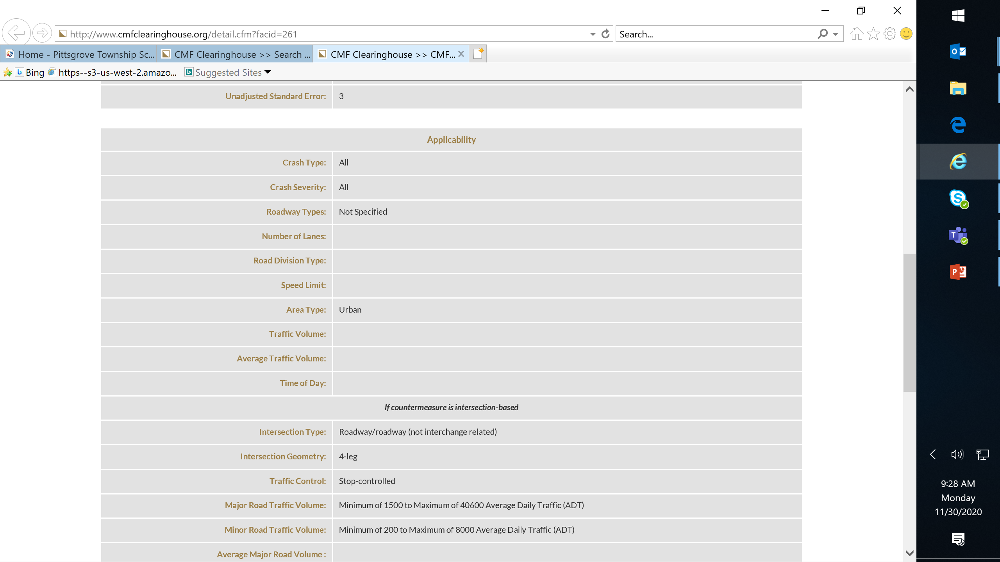 http://www.cmfclearinghouse.org/detail.cfm?facid=261
Search...
Home - Pittsgrove Township Sc...
CMF Clearinghouse >> Search ...
CMF Clearinghouse >> CMF...
Bing
https--s3-us-west-2.amazo...
Suggested Sites
Unadjusted Standard Error: 3
Applicability
Crash Type: All
Crash Severity: All
Roadway Types: Not Specified
Number of Lanes:
Road Division Type:
Speed Limit:
Area Type: Urban
Traffic Volume:
Average Traffic Volume:
Time of Day:
If countermeasure is intersection-based
Intersection Type: Roadway/roadway (not interchange related)
Intersection Geometry: 4-leg
Traffic Control: Stop-controlled
Major Road Traffic Volume: Minimum of 1500 to Maximum of 40600 Average Daily Traffic (ADT)
Minor Road Traffic Volume: Minimum of 200 to Maximum of 8000 Average Daily Traffic (ADT)
Average Major Road Volume :
9:28 AM
Monday
11/30/2020